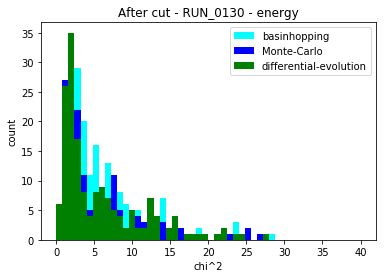 After cut - RUN_0130 - energy
basinhopping
Monte-Carlo
differential-evolution
count
35
30
25
20
15
10
5
0
0 5 10 15 20 25 30 35 40
chi^2